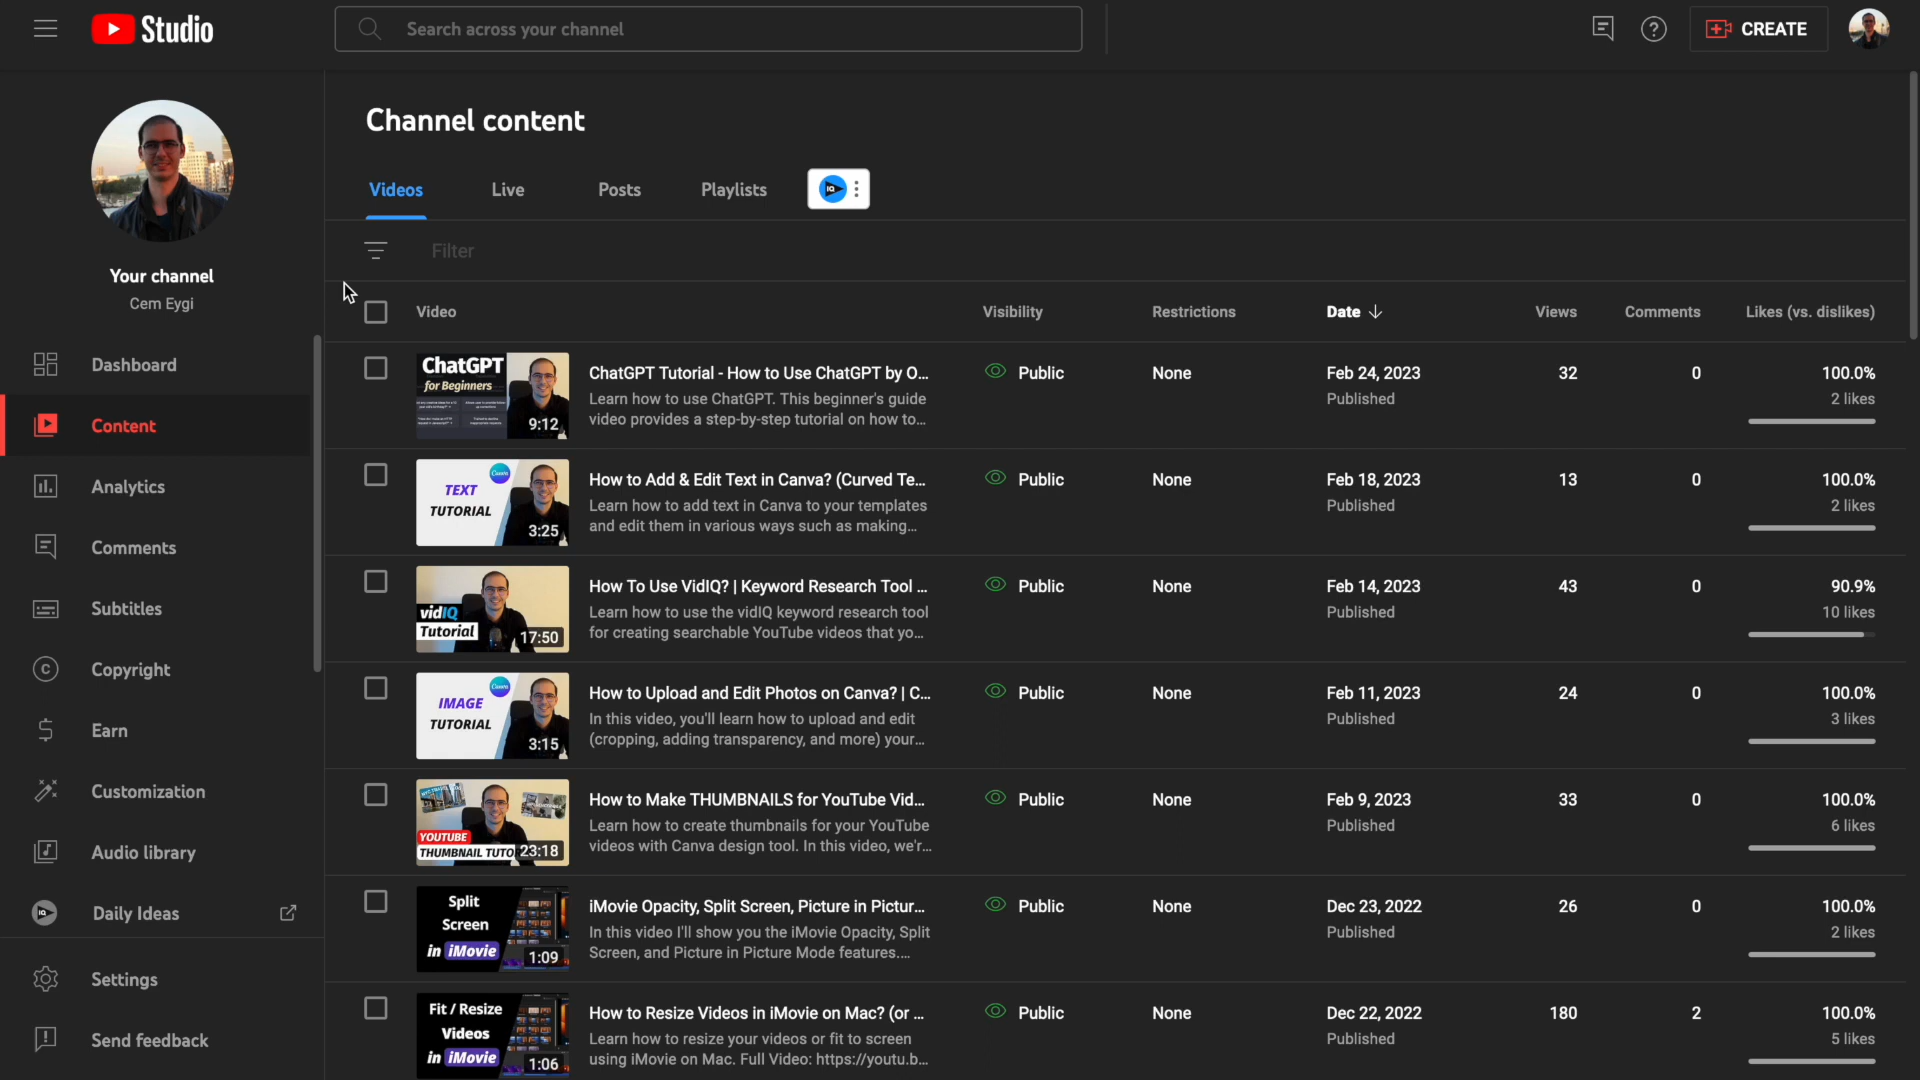 Studio
Search across your channel
CREATE
Your channel
Cem Eygi
Dashboard
Content
Analytics
Comments
Subtitles
Copyright
Earn
Customization
Audio library
Daily Ideas
Settings
Send feedback
Channel content
Videos Live Posts Playlists
Filter
Video Visibility Restrictions Date Views Comments Likes (vs. dislikes)
ChatGPT
for Beginners
9:12
ChatGPT Tutorial - How to Use ChatGPT by O...
Learn how to use ChatGPT. This beginner's guide
video provides a step-by-step tutorial on how to...
Public None Feb 24, 2023 32 0 100.0%
Published 2 likes
Canva
TEXT
TUTORIAL
3:25
How to Add & Edit Text in Canva? (Curved Te...
Learn how to add text in Canva to your templates
and edit them in various ways such as making...
Public None Feb 18, 2023 13 0 100.0%
Published 2 likes
vidIQ
Tutorial
17:50
How To Use VidIQ? | Keyword Research Tool ...
Learn how to use the vidIQ keyword research tool
for creating searchable YouTube videos that yo...
Public None Feb 14, 2023 43 0 90.9%
Published 10 likes
Canva
IMAGE
TUTORIAL
3:15
How to Upload and Edit Photos on Canva? | C...
In this video, you'll learn how to upload and edit
(cropping, adding transparency, and more) your...
Public None Feb 11, 2023 24 0 100.0%
Published 3 likes
YOUTUBE
THUMBNAIL TUTO
23:18
How to Make THUMBNAILS for YouTube Vid...
Learn how to create thumbnails for your YouTube
videos with Canva design tool. In this video, we'r...
Public None Feb 9, 2023 33 0 100.0%
Published 6 likes
Split
Screen
in iMovie
1:09
iMovie Opacity, Split Screen, Picture in Pictur...
In this video I'll show you the iMovie Opacity, Split
Screen, and Picture in Picture Mode features....
Public None Dec 23, 2022 26 0 100.0%
Published 2 likes
Fit / Resize
Videos
in iMovie
1:06
How to Resize Videos in iMovie on Mac? (or ...
Learn how to resize your videos or fit to screen
using iMovie on Mac. Full Video: https://youtu.b...
Public None Dec 22, 2022 180 2 100.0%
Published 5 likes